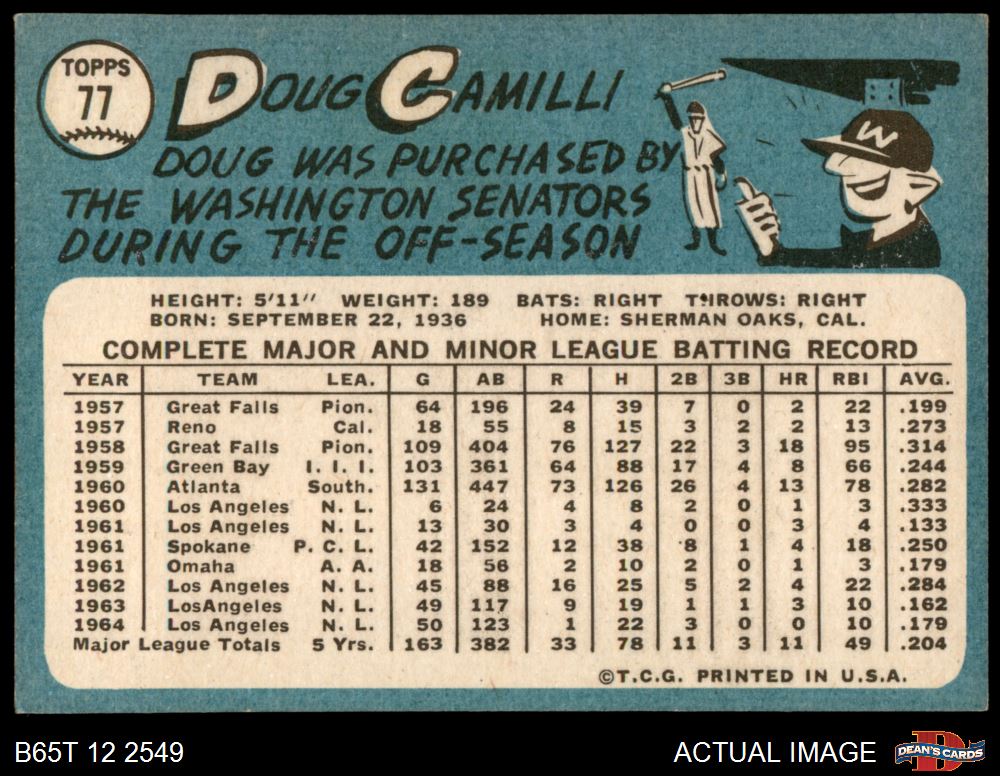 TOPPS
77
DOUG CAMILLI
DOUG WAS PURCHASED BY
THE WASHINGTON SENATORS
DURING THE OFF-SEASON
W
HEIGHT: 5'11" WEIGHT: 189 BATS: RIGHT THROWS: RIGHT
BORN: SEPTEMBER 22, 1936 HOME: SHERMAN OAKS, CAL.
COMPLETE MAJOR AND MINOR LEAGUE BATTING RECORD
YEAR TEAM LEA. G AB R H 2B 3B HR RBI AVG.
1957 Great Falls Pion. 64 196 24 39 7 0 2 22 .199
1957 Reno Cal. 18 55 8 15 3 2 2 13 .273
1958 Great Falls Pion. 109 404 76 127 22 3 18 95 .314
1959 Green Bay I. I. I. 103 361 64 88 17 4 8 66 .244
1960 Atlanta South. 131 447 73 126 26 4 13 78 .282
1960 Los Angeles N. L. 6 24 4 8 2 0 1 3 .333
1961 Los Angeles N. L. 13 30 3 4 0 0 3 4 .133
1961 Spokane P. C. L. 42 152 12 38 8 1 4 18 .250
1961 Omaha A. A. 18 56 2 10 2 0 1 3 .179
1962 Los Angeles N. L. 45 88 16 25 5 2 4 22 .284
1963 LosAngeles N. L. 49 117 9 19 1 1 3 10 .162
1964 Los Angeles N. L. 50 123 1 22 3 0 0 10 .179
Major League Totals 5 Yrs. 163 382 33 78 11 3 11 49 .204
©T.C.G. PRINTED IN U.S.A.
B65T 12 2549
ACTUAL IMAGE
D
DEAN'S CARDS